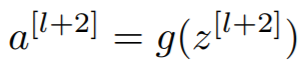 a^{[l+2]} = g(z^{[l+2]})